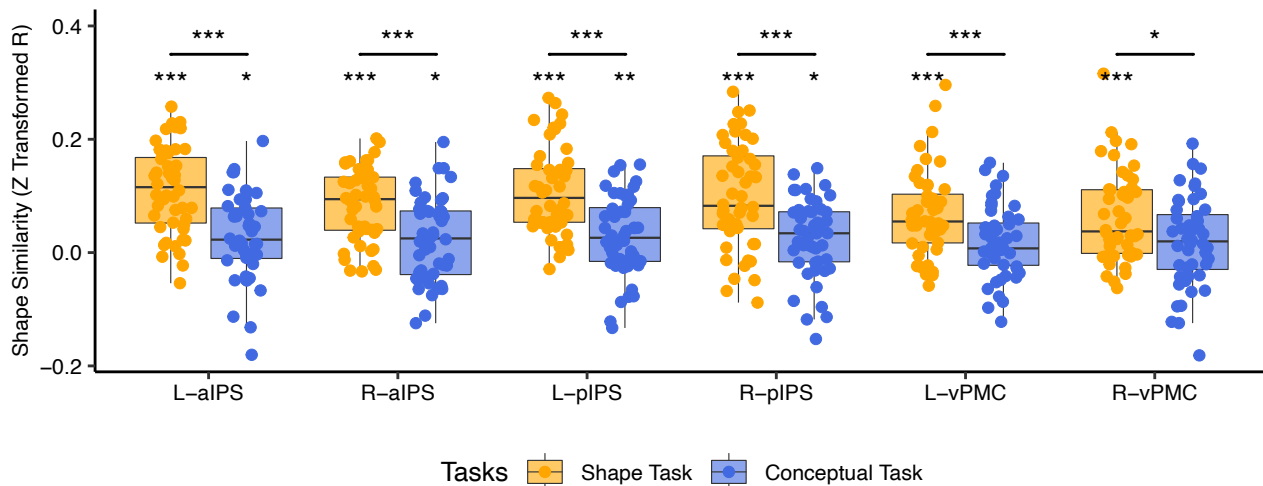 0.4
0.2
0.0
−0.2
Shape Similarity (Z Transformed R)
*** *** *** *** *** *
*** * *** * *** ** *** * *** ***
L−aIPS R−aIPS L−pIPS R−pIPS L−vPMC R−vPMC
Tasks Shape Task Conceptual Task